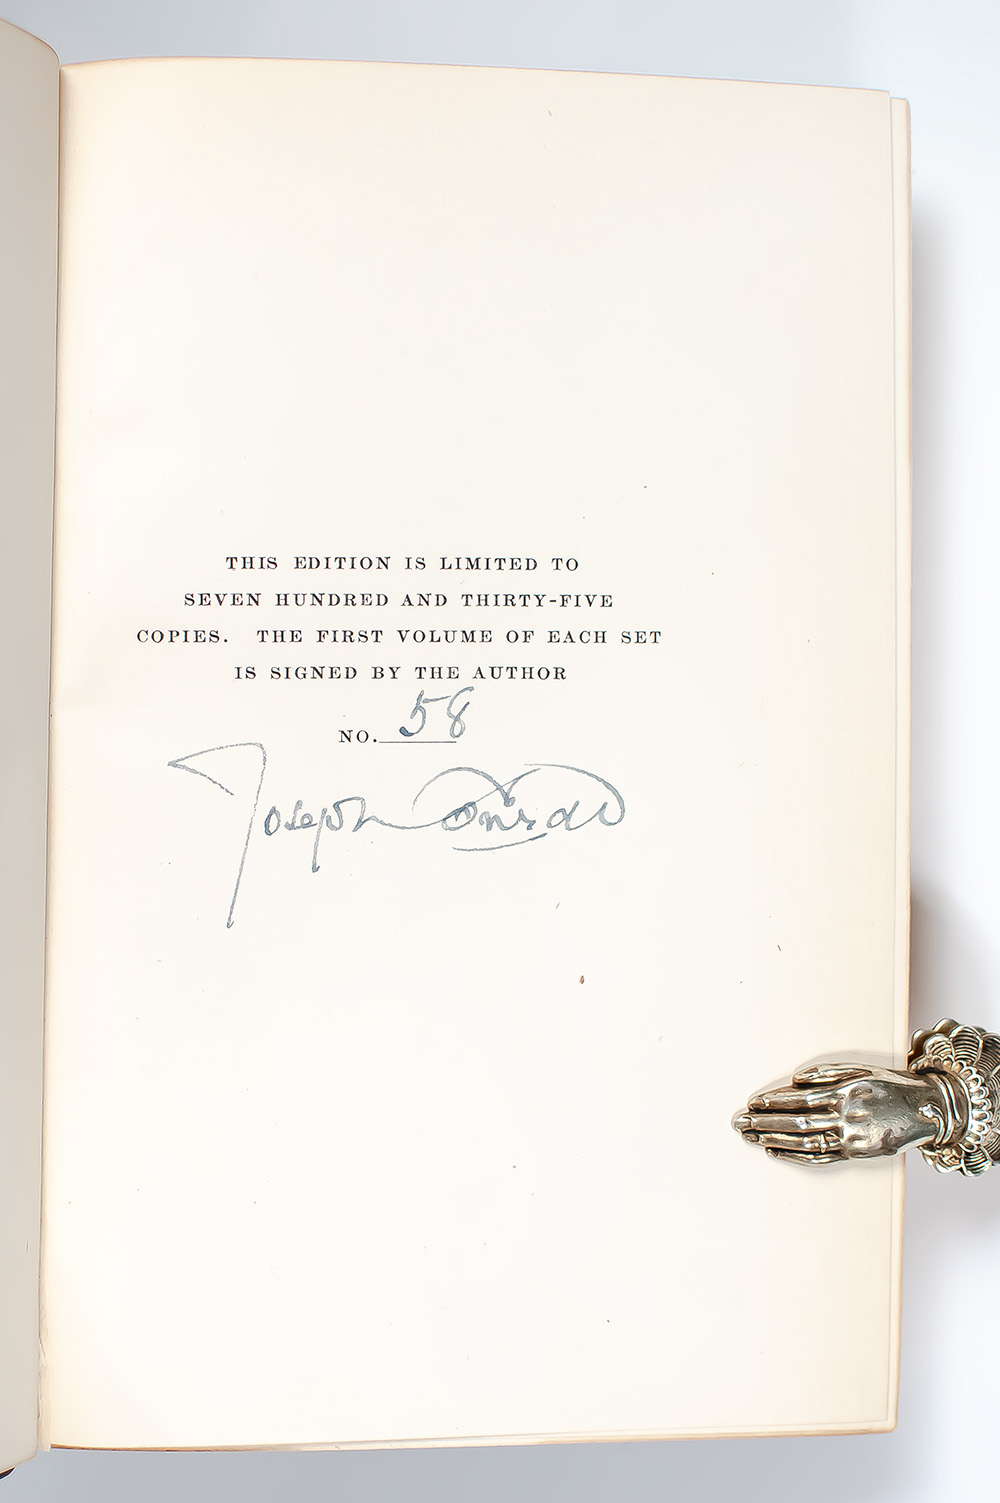 THIS EDITION IS LIMITED TO
SEVEN HUNDRED AND THIRTY-FIVE
COPIES. THE FIRST VOLUME OF EACH SET
IS SIGNED BY THE AUTHOR
NO. 58
Joseph Conrad